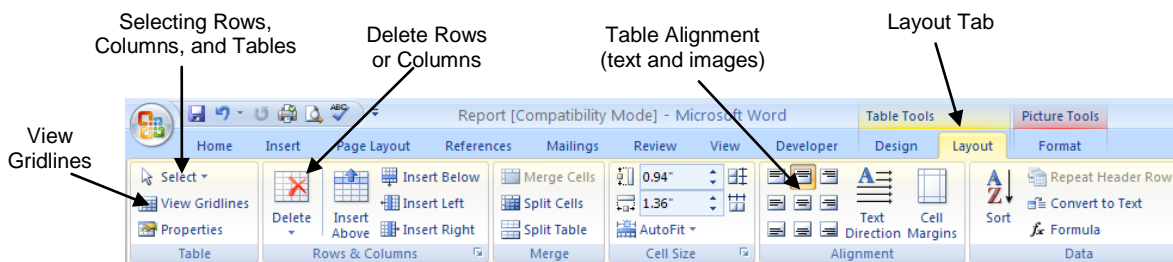 Selecting Rows,
Columns, and Tables
Delete Rows
or Columns
Table Alignment
(text and images)
Layout Tab
View
Gridlines
ABC
Report [Compatibility Mode] - Microsoft Word
Table Tools
Picture Tools
Home Insert Page Layout References Mailings Review View Developer Design Layout Format
Select
View Gridlines
Properties
Table
Delete
Insert
Above
Insert Below
Insert Left
Insert Right
Rows & Columns
Merge Cells
Split Cells
Split Table
Merge
0.94"
1.36"
AutoFit
Cell Size
Text
Direction
Cell
Margins
Alignment
A
Z
Sort
Repeat Header Row
Convert to Text
fx Formula
Data